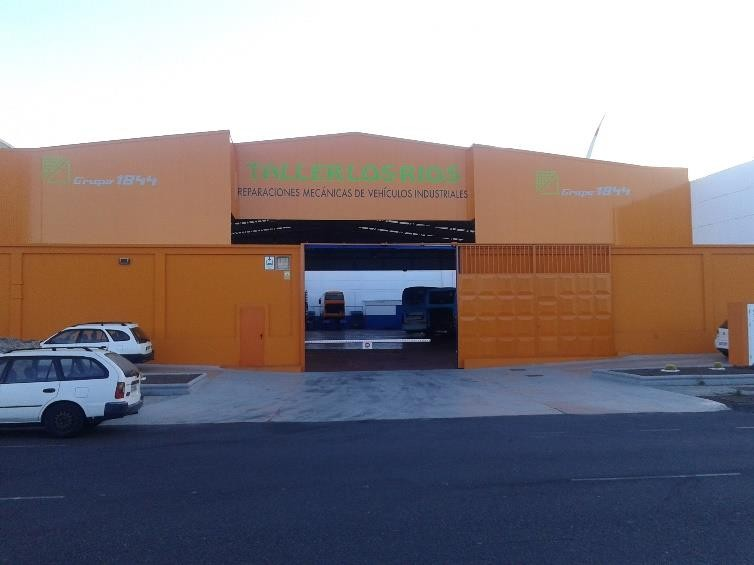 TALLER LOS RIOS
REPARACIONES MECÁNICAS DE VEHÍCULOS INDUSTRIALES
Grupo 1844
Grupo 1844